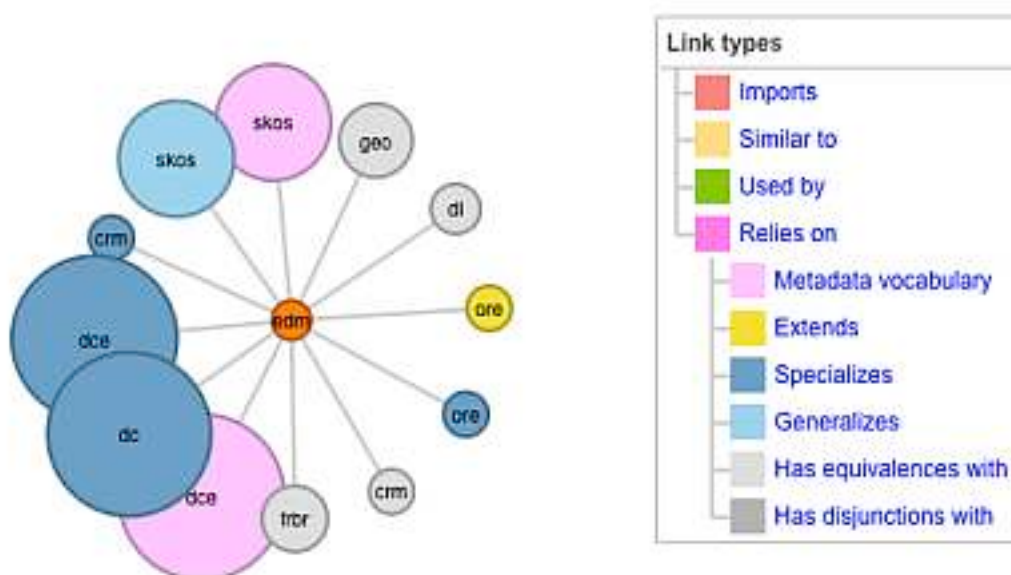 Link types
Imports
Similar to
Used by
Relies on
Metadata vocabulary
Extends
Specializes
Generalizes
Has equivalences with
Has disjunctions with
skos
skos
geo
dl
crm
edm
ore
dce
ore
dc
dce
frbr
crm